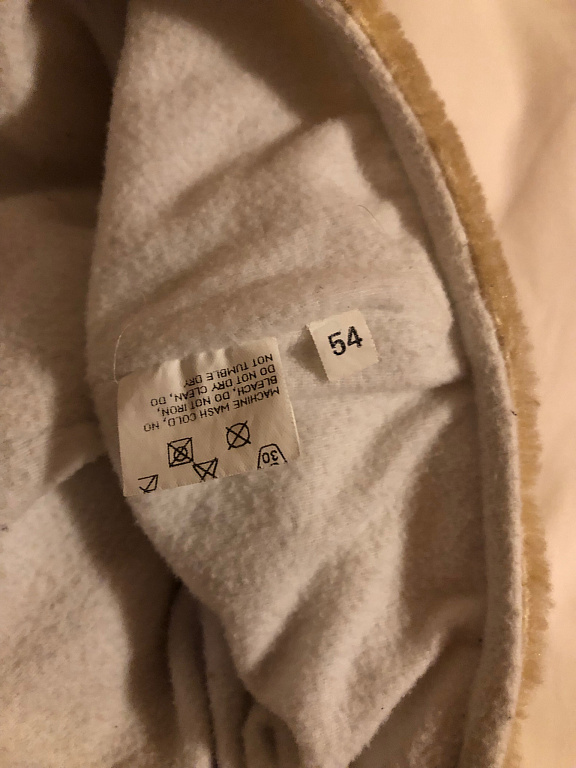 54
30
MACHINE WASH COLD, NO
BLEACH, DO NOT IRON,
DO NOT DRY CLEAN, DO
NOT TUMBLE DRY